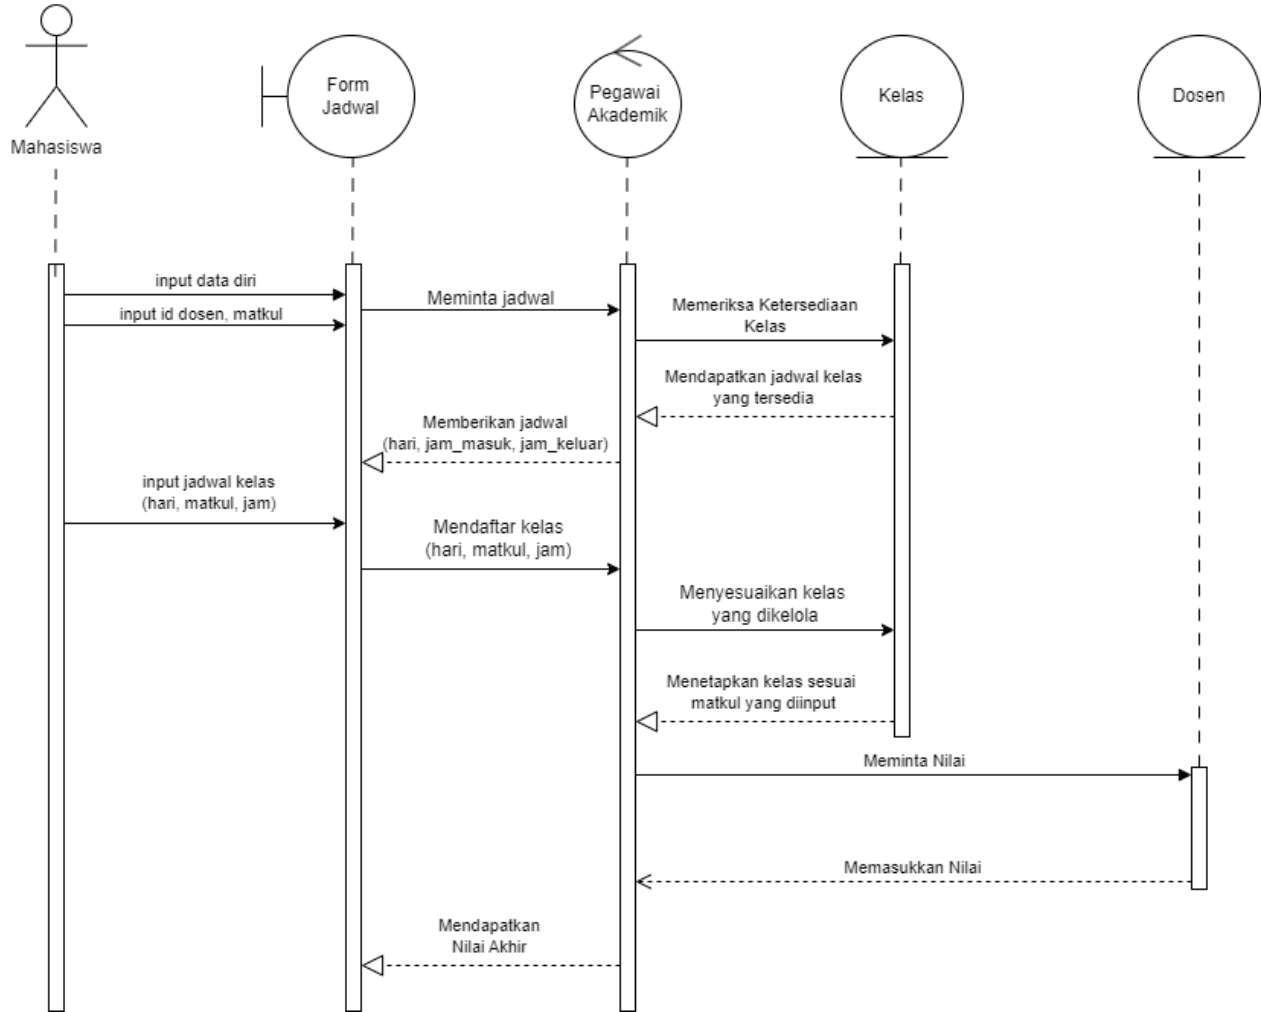 Form
Jadwal
Pegawai
Akademik
Kelas
Dosen
Mahasiswa
input data diri
input id dosen, matkul
Meminta jadwal
Memeriksa Ketersediaan
Kelas
Mendapatkan jadwal kelas
yang tersedia
Memberikan jadwal
(hari, jam_masuk, jam_keluar)
input jadwal kelas
(hari, matkul, jam)
Mendaftar kelas
(hari, matkul, jam)
Menyesuaikan kelas
yang dikelola
Menetapkan kelas sesuai
matkul yang diinput
Meminta Nilai
Memasukkan Nilai
Mendapatkan
Nilai Akhir